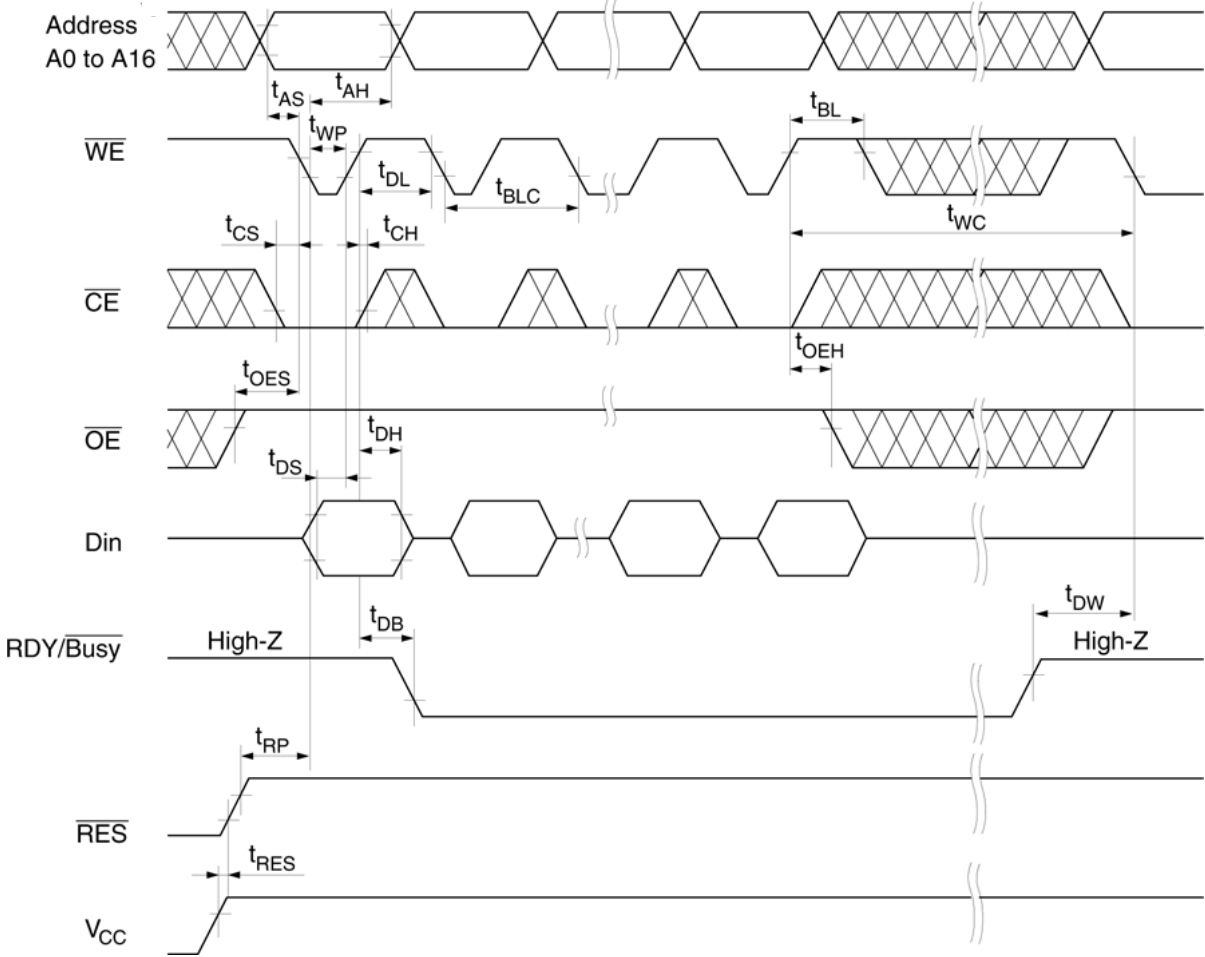 Address
A0 to A16
tAS
tAH
tWP
tBL
WE
tDL
tBLC
tWC
tCS
tCH
CE
tOEH
tOES
OE
tDH
tDS
Din
tDB
tDW
RDY/Busy
High-Z
High-Z
tRP
RES
tRES
VCC